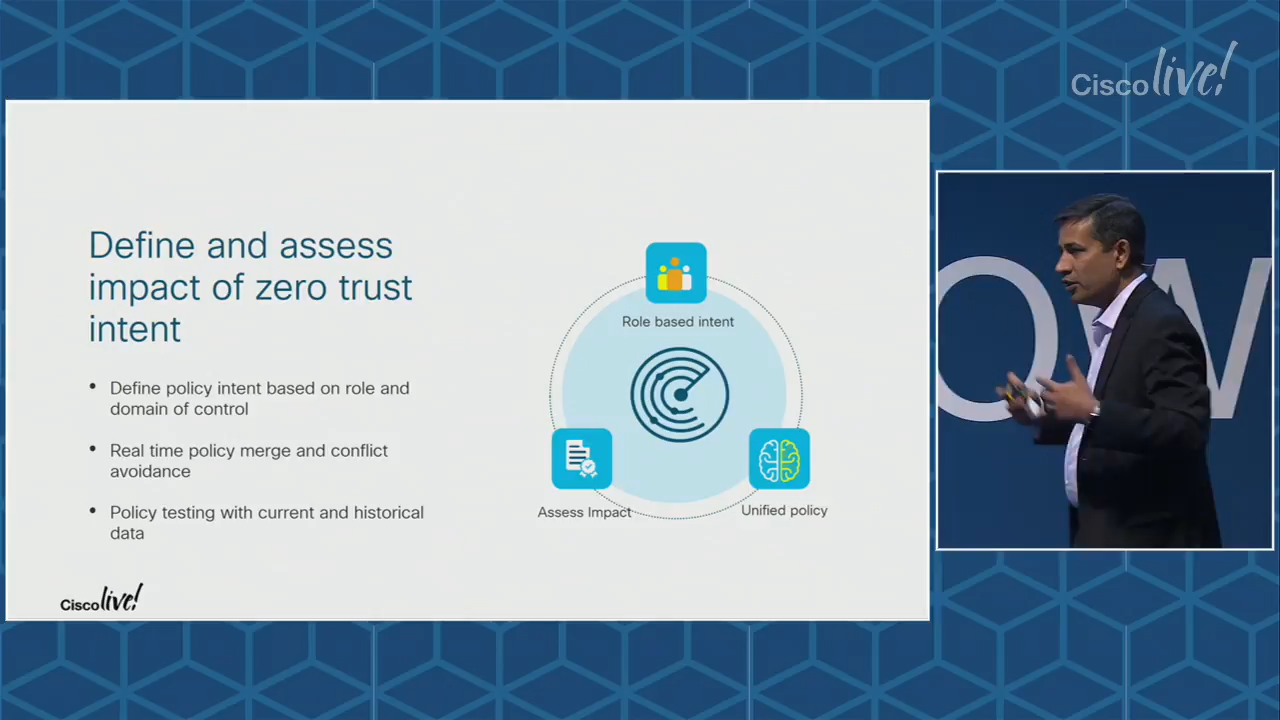 Cisco live!
Define and assess
impact of zero trust
intent
• Define policy intent based on role and
domain of control
• Real time policy merge and conflict
avoidance
• Policy testing with current and historical
data
Role based intent
Assess Impact
Unified policy
Cisco live!
OW